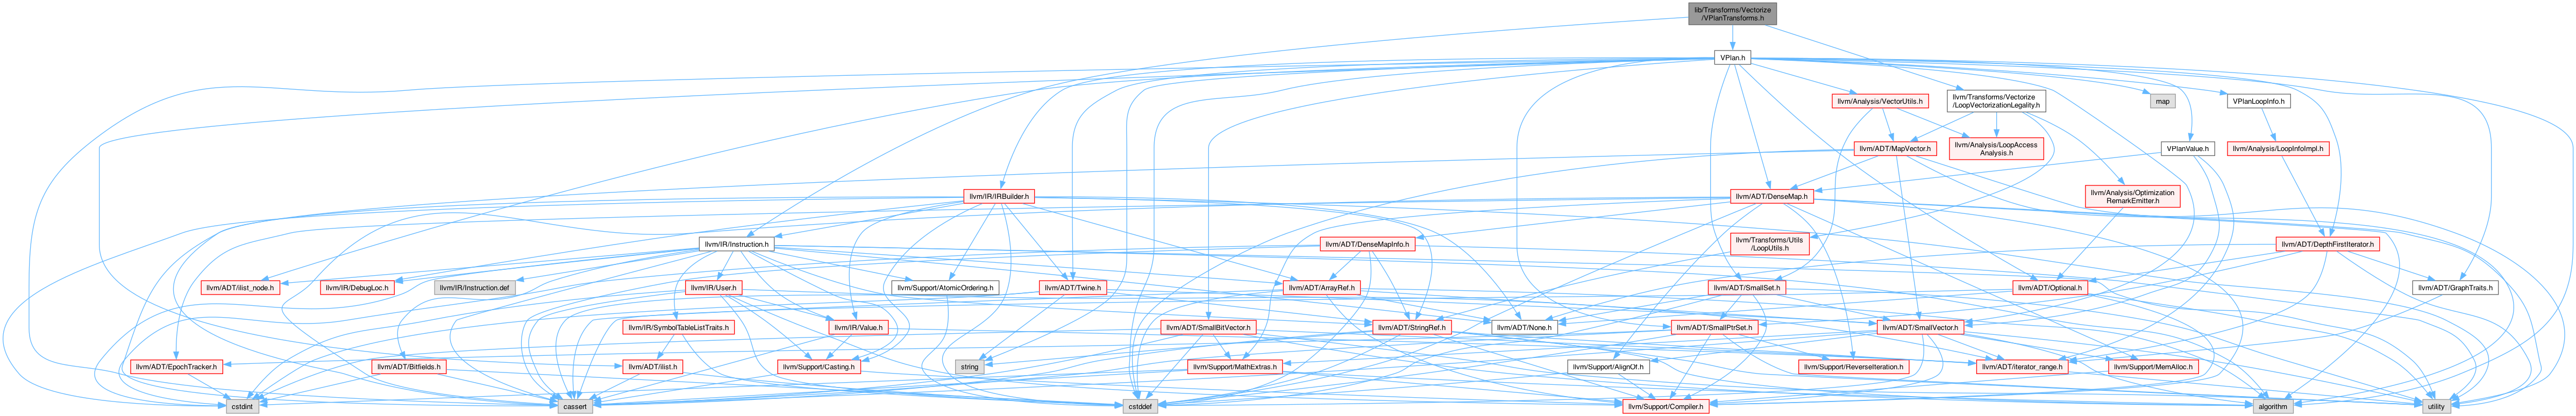 lib/Transforms/Vectorize
/VPlanTransforms.h
VPlan.h
llvm/Analysis/VectorUtils.h
llvm/Transforms/Vectorize
/LoopVectorizationLegality.h
map
VPlanLoopInfo.h
llvm/ADT/MapVector.h
llvm/Analysis/LoopAccess
Analysis.h
VPlanValue.h
llvm/Analysis/LoopInfoImpl.h
llvm/IR/IRBuilder.h
llvm/ADT/DenseMap.h
llvm/Analysis/Optimization
RemarkEmitter.h
llvm/IR/Instruction.h
llvm/ADT/DenseMapInfo.h
llvm/Transforms/Utils
/LoopUtils.h
llvm/ADT/DepthFirstIterator.h
llvm/ADT/ilist_node.h
llvm/IR/DebugLoc.h
llvm/IR/Instruction.def
llvm/IR/User.h
llvm/Support/AtomicOrdering.h
llvm/ADT/Twine.h
llvm/ADT/ArrayRef.h
llvm/ADT/SmallSet.h
llvm/ADT/Optional.h
llvm/ADT/GraphTraits.h
llvm/IR/SymbolTableListTraits.h
llvm/IR/Value.h
llvm/ADT/SmallBitVector.h
llvm/ADT/StringRef.h
llvm/ADT/None.h
llvm/ADT/SmallPtrSet.h
llvm/ADT/SmallVector.h
llvm/ADT/EpochTracker.h
llvm/ADT/Bitfields.h
llvm/ADT/ilist.h
llvm/Support/Casting.h
string
llvm/Support/MathExtras.h
llvm/Support/AlignOf.h
llvm/Support/ReverseIteration.h
llvm/ADT/iterator_range.h
llvm/Support/MemAlloc.h
cstdint
cassert
cstddef
llvm/Support/Compiler.h
algorithm
utility